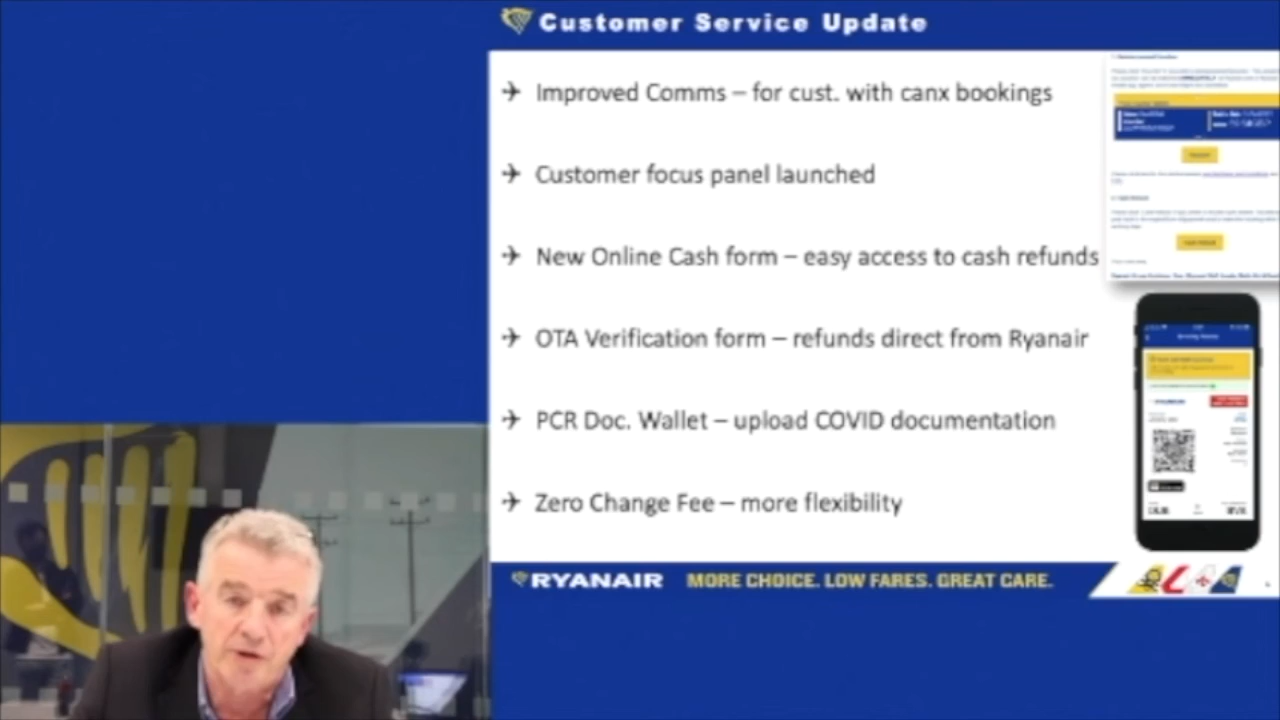 Customer Service Update
Improved Comms – for cust. with canx bookings
Customer focus panel launched
New Online Cash form – easy access to cash refunds
OTA Verification form – refunds direct from Ryanair
PCR Doc. Wallet – upload COVID documentation
Zero Change Fee – more flexibility
RYANAIR MORE CHOICE. LOW FARES. GREAT CARE.